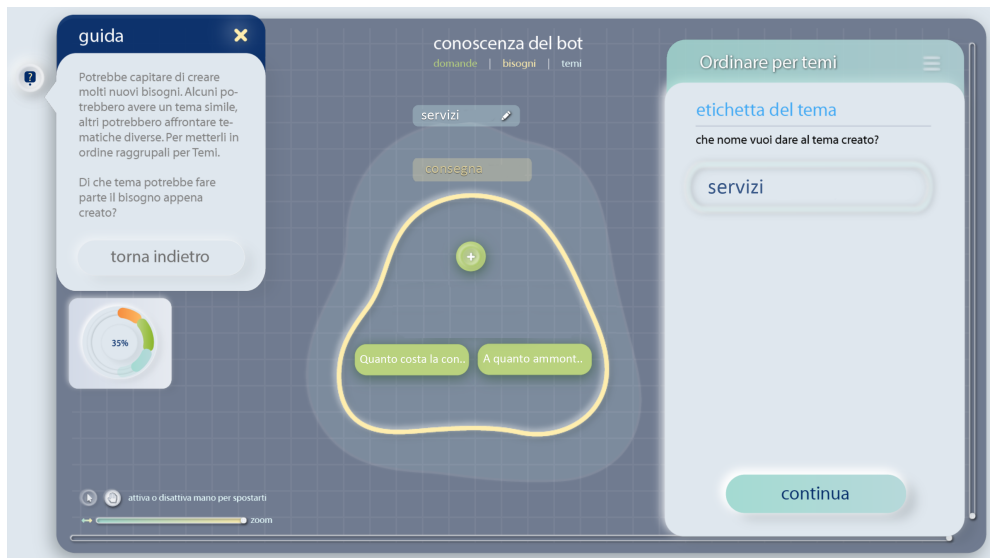 guida
Potrebbe capitare di creare
molti nuovi bisogni. Alcuni po-
trebbero avere un tema simile,
altri potrebbero affrontare te-
matiche diverse. Per metterli in
ordine raggrupali per Temi.
Di che tema potrebbe fare
parte il bisogno appena
creato?
torna indietro
35%
conoscenza del bot
domande | bisogni | temi
servizi
consegna
+
Quanto costa la con..
A quanto ammont..
attiva o disattiva mano per spostarti
zoom
Ordinare per temi
etichetta del tema
che nome vuoi dare al tema creato?
servizi
continua